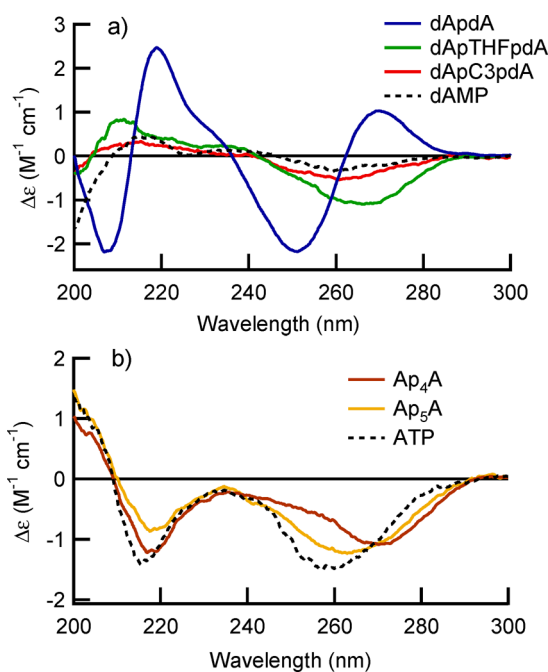 a)
dApdA
dApTHFpdA
dApC3pdA
dAMP
3
2
1
0
-1
-2
Δε (M⁻¹ cm⁻¹)
200 220 240 260 280 300
Wavelength (nm)
b)
Ap₄A
Ap₅A
ATP
2
1
0
-1
-2
Δε (M⁻¹ cm⁻¹)
200 220 240 260 280 300
Wavelength (nm)